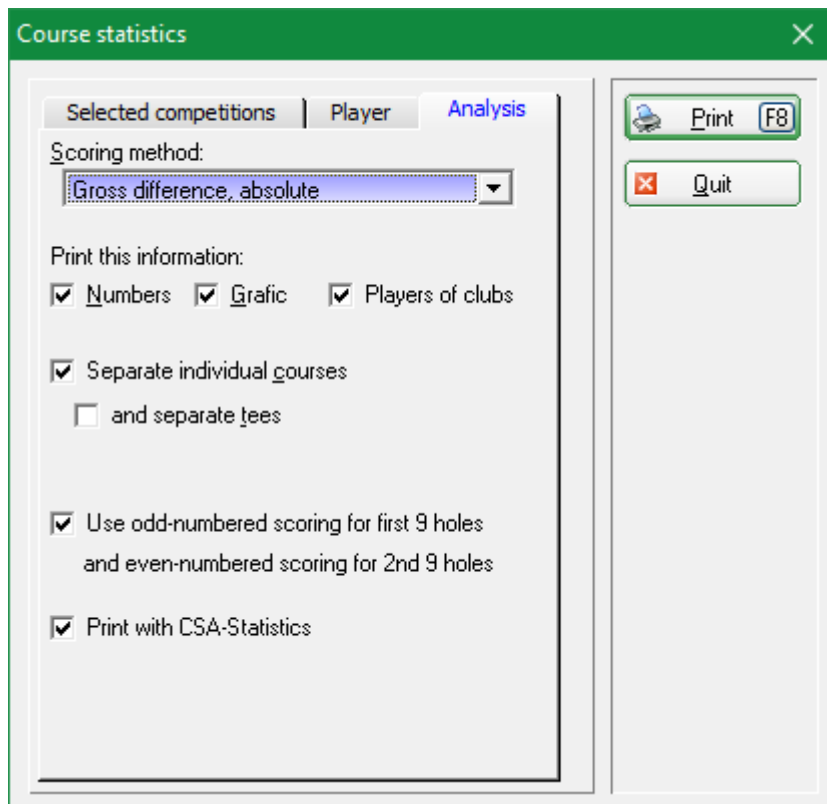 Course statistics
Selected competitions
Player
Analysis
Scoring method:
Gross difference, absolute
Print this information:
Numbers
Grafic
Players of clubs
Separate individual courses
and separate tees
Use odd-numbered scoring for first 9 holes
and even-numbered scoring for 2nd 9 holes
Print with CSA-Statistics
Print F8
Quit